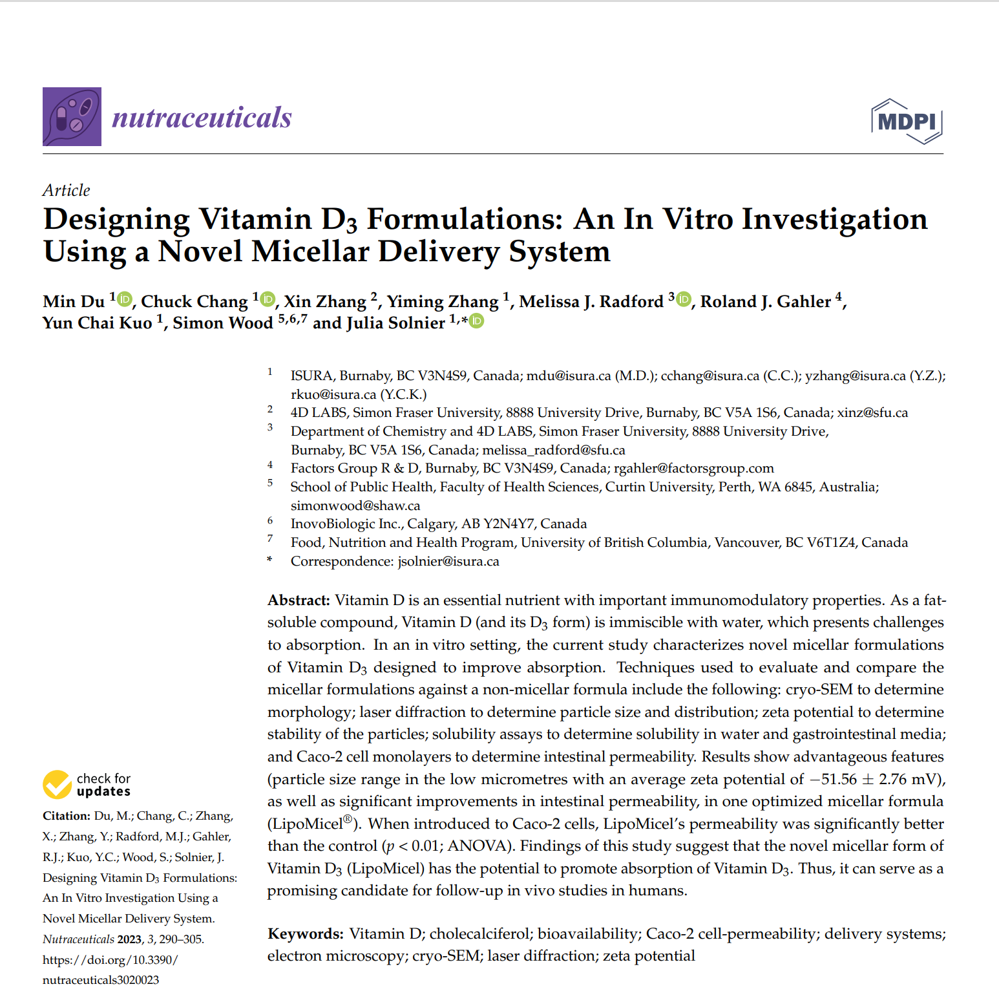 nutraceuticals
MDPI
Article
Designing Vitamin D3 Formulations: An In Vitro Investigation
Using a Novel Micellar Delivery System
Min Du 1 iD, Chuck Chang 1 iD, Xin Zhang 2, Yiming Zhang 1, Melissa J. Radford 3 iD, Roland J. Gahler 4,
Yun Chai Kuo 1, Simon Wood 5,6,7 and Julia Solnier 1,* iD
1 ISURA, Burnaby, BC V3N4S9, Canada; mdu@isura.ca (M.D.); cchang@isura.ca (C.C.); yzhang@isura.ca (Y.Z.);
rkuo@isura.ca (Y.C.K.)
2 4D LABS, Simon Fraser University, 8888 University Drive, Burnaby, BC V5A 1S6, Canada; xinz@sfu.ca
3 Department of Chemistry and 4D LABS, Simon Fraser University, 8888 University Drive,
Burnaby, BC V5A 1S6, Canada; melissa_radford@sfu.ca
4 Factors Group R & D, Burnaby, BC V3N4S9, Canada; rgahler@factorsgroup.com
5 School of Public Health, Faculty of Health Sciences, Curtin University, Perth, WA 6845, Australia;
simonwood@shaw.ca
6 InovoBiologic Inc., Calgary, AB Y2N4Y7, Canada
7 Food, Nutrition and Health Program, University of British Columbia, Vancouver, BC V6T1Z4, Canada
* Correspondence: jsolnier@isura.ca
Abstract: Vitamin D is an essential nutrient with important immunomodulatory properties. As a fat-
soluble compound, Vitamin D (and its D3 form) is immiscible with water, which presents challenges
to absorption. In an in vitro setting, the current study characterizes novel micellar formulations
of Vitamin D3 designed to improve absorption. Techniques used to evaluate and compare the
micellar formulations against a non-micellar formula include the following: cryo-SEM to determine
morphology; laser diffraction to determine particle size and distribution; zeta potential to determine
stability of the particles; solubility assays to determine solubility in water and gastrointestinal media;
and Caco-2 cell monolayers to determine intestinal permeability. Results show advantageous features
(particle size range in the low micrometres with an average zeta potential of −51.56 ± 2.76 mV),
as well as significant improvements in intestinal permeability, in one optimized micellar formula
(LipoMicel®). When introduced to Caco-2 cells, LipoMicel's permeability was significantly better
than the control (p < 0.01; ANOVA). Findings of this study suggest that the novel micellar form of
Vitamin D3 (LipoMicel) has the potential to promote absorption of Vitamin D3. Thus, it can serve as a
promising candidate for follow-up in vivo studies in humans.
Keywords: Vitamin D; cholecalciferol; bioavailability; Caco-2 cell-permeability; delivery systems;
electron microscopy; cryo-SEM; laser diffraction; zeta potential
check for
updates
Citation: Du, M.; Chang, C.; Zhang,
X.; Zhang, Y.; Radford, M.J.; Gahler,
R.J.; Kuo, Y.C.; Wood, S.; Solnier, J.
Designing Vitamin D3 Formulations:
An In Vitro Investigation Using a
Novel Micellar Delivery System.
Nutraceuticals 2023, 3, 290–305.
https://doi.org/10.3390/
nutraceuticals3020023